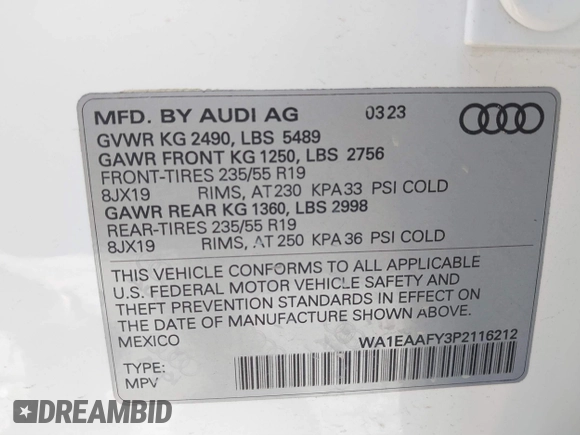 MFD. BY AUDI AG 0323
GVWR KG 2490, LBS 5489
GAWR FRONT KG 1250, LBS 2756
FRONT-TIRES 235/55 R19
8JX19 RIMS, AT 230 KPA 33 PSI COLD
GAWR REAR KG 1360, LBS 2998
REAR-TIRES 235/55 R19
8JX19 RIMS, AT 250 KPA 36 PSI COLD
THIS VEHICLE CONFORMS TO ALL APPLICABLE
U.S. FEDERAL MOTOR VEHICLE SAFETY AND
THEFT PREVENTION STANDARDS IN EFFECT ON
THE DATE OF MANUFACTURE SHOWN ABOVE.
MEXICO WA1EAAFY3P2116212
TYPE:
MPV
DREAMBID